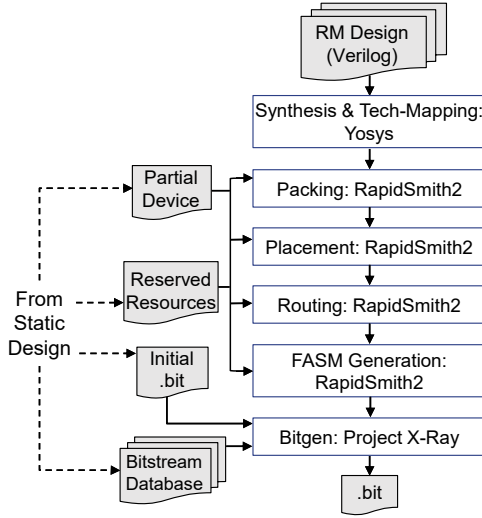 RM Design
(Verilog)
Synthesis & Tech-Mapping:
Yosys
Partial
Device
Packing: RapidSmith2
Placement: RapidSmith2
Reserved
Resources
From
Static
Design
Routing: RapidSmith2
Initial
.bit
FASM Generation:
RapidSmith2
Bitgen: Project X-Ray
Bitstream
Database
.bit